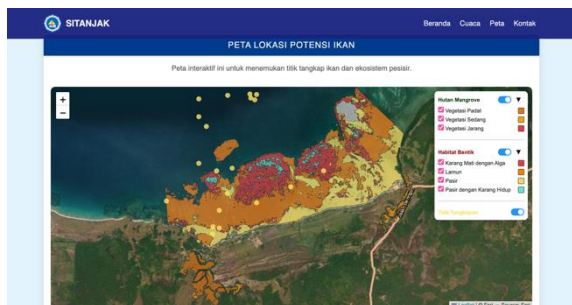 SITANJAK
Beranda Cuaca Peta Kontak
PETA LOKASI POTENSI IKAN
Peta interaktif ini untuk menemukan titik tangkap ikan dan ekosistem pesisir.
+
−
Hutan Mangrove ▼
Vegetasi Padat
Vegetasi Sedang
Vegetasi Jarang
Habitat Bentik ▼
Karang Mati dengan Alga
Lamun
Pasir
Pasir dengan Karang Hidup